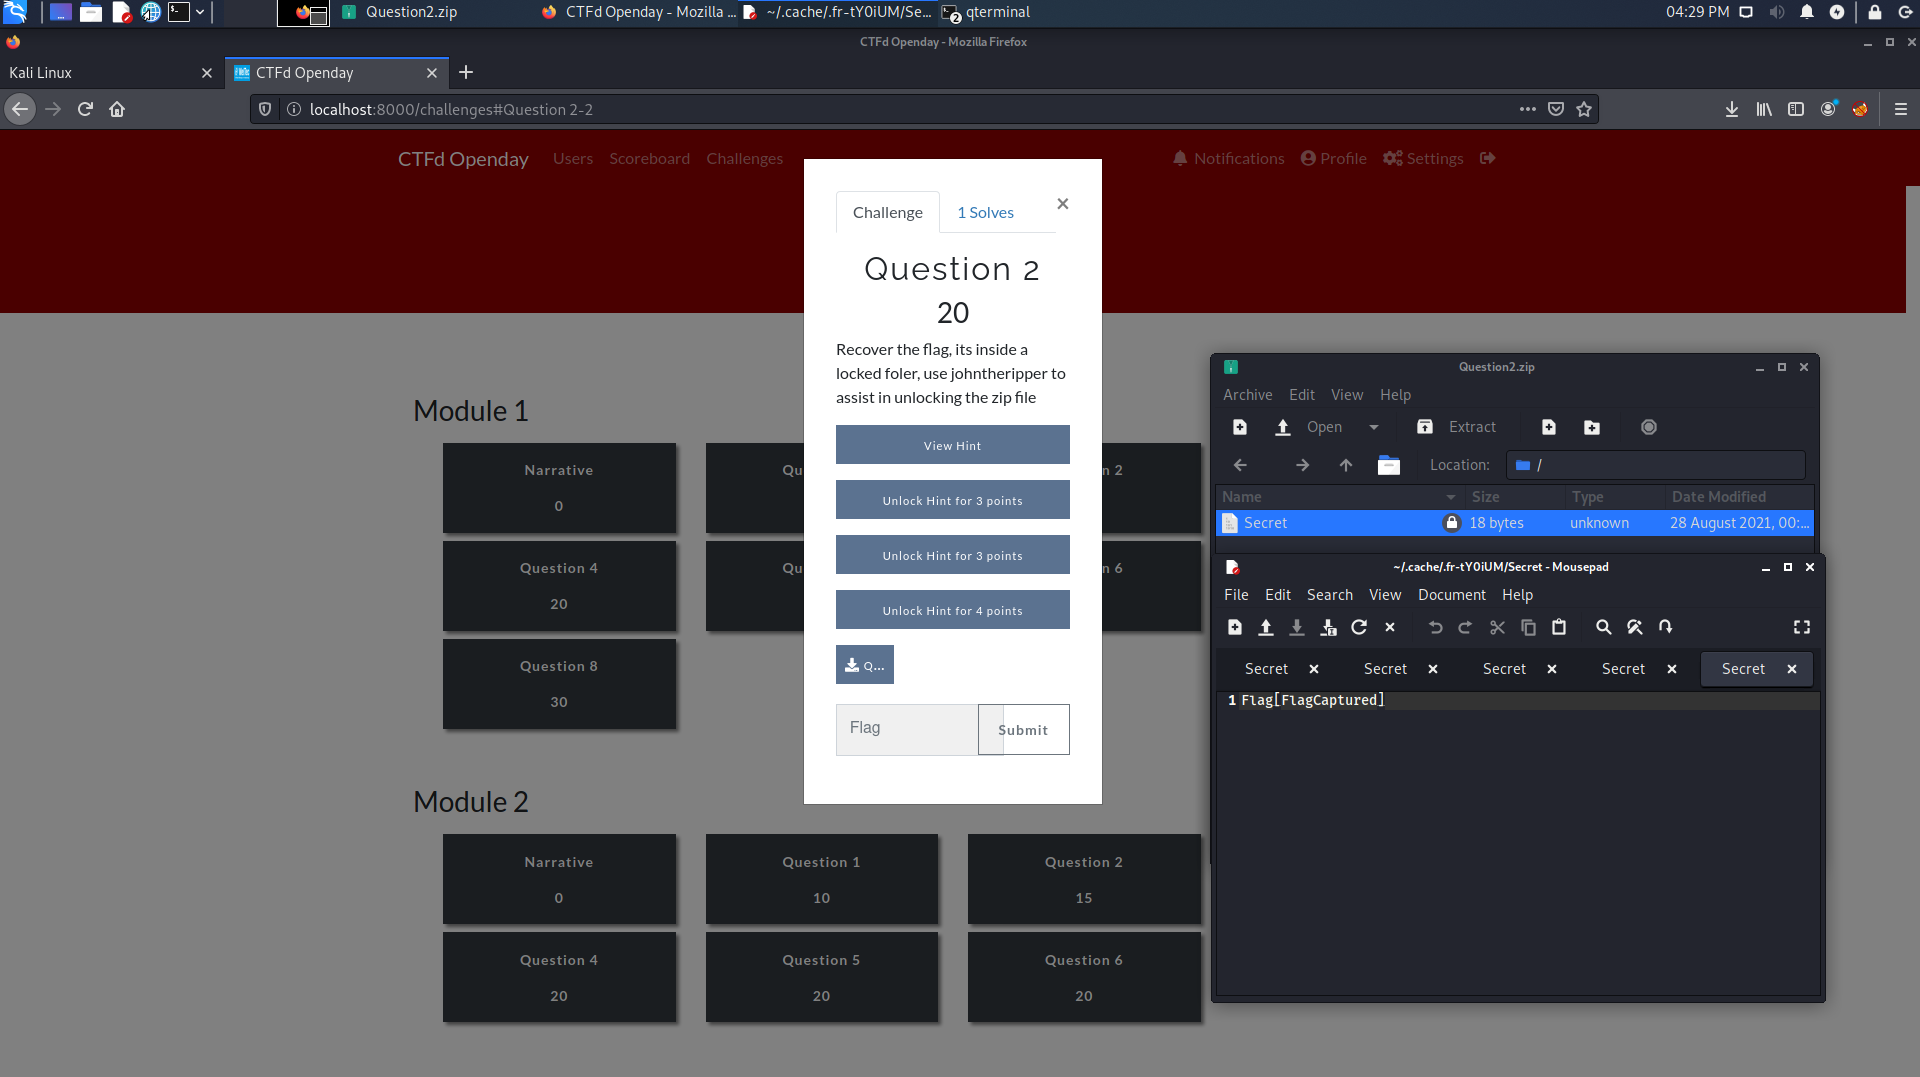 Question2.zip
CTFd Openday - Mozilla ...
~/.cache/.fr-tY0iUM/Se...
2
qterminal
04:29 PM
CTFd Openday - Mozilla Firefox
Kali Linux
CTFd Openday
localhost:8000/challenges#Question 2-2
CTFd Openday
Users
Scoreboard
Challenges
Notifications
Profile
Settings
Challenge
1 Solves
×
Question 2
20
Recover the flag, its inside a
locked foler, use johntheripper to
assist in unlocking the zip file
View Hint
Unlock Hint for 3 points
Unlock Hint for 3 points
Unlock Hint for 4 points
Q...
Flag
Submit
Module 1
Narrative
0
Qu
n 2
Question 4
20
Qu
n 6
Question 8
30
Module 2
Narrative
0
Question 1
10
Question 2
15
Question 4
20
Question 5
20
Question 6
20
Question2.zip
Archive Edit View Help
Open
Extract
Location:
/
Name Size Type Date Modified
Secret 18 bytes unknown 28 August 2021, 00:...
~/.cache/.fr-tY0iUM/Secret - Mousepad
File Edit Search View Document Help
Secret Secret Secret Secret Secret
1 Flag[FlagCaptured]